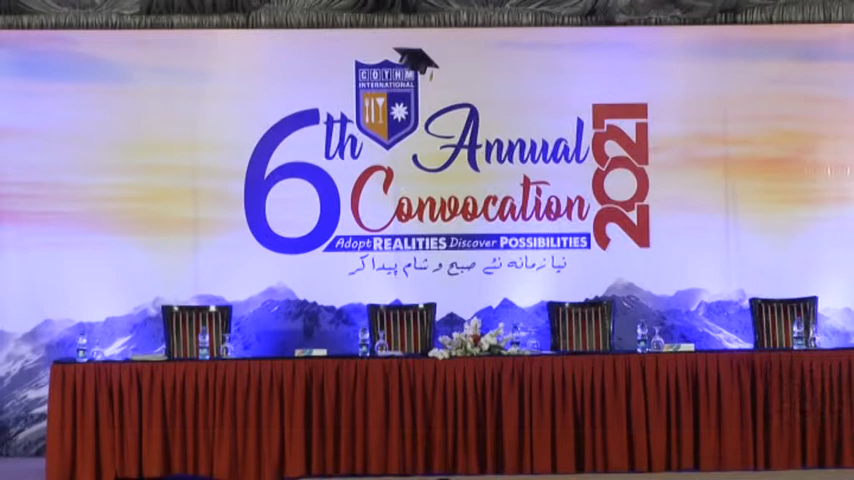 COTHM
INTERNATIONAL
6th Annual
Convocation
2021
Adopt REALITIES Discover POSSIBILITIES
نیا زمانہ نئے صبح و شام پیدا کر